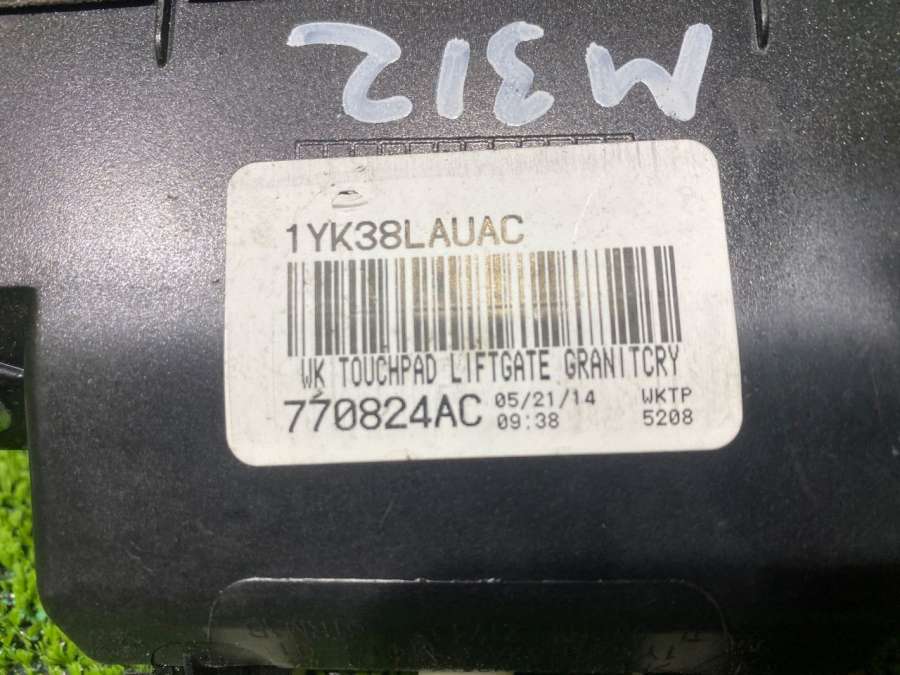 M312
1YK38LAUAC
WK TOUCHPAD LIFTGATE GRANITCRY
770824AC
05/21/14
09:38
WKTP
5208